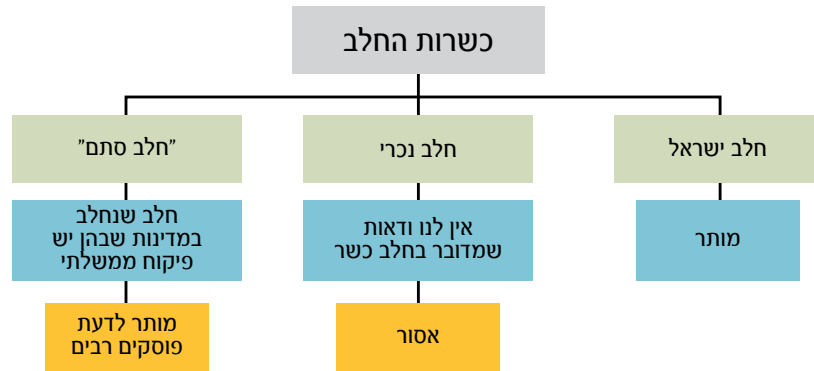 כשרות החלב
חלב ישראל
חלב נכרי
"חלב סתם"
מותר
אין לנו ודאות
שמדובר בחלב כשר
חלב שנחלב
במדינות שבהן יש
פיקוח ממשלתי
אסור
מותר לדעת
פוסקים רבים